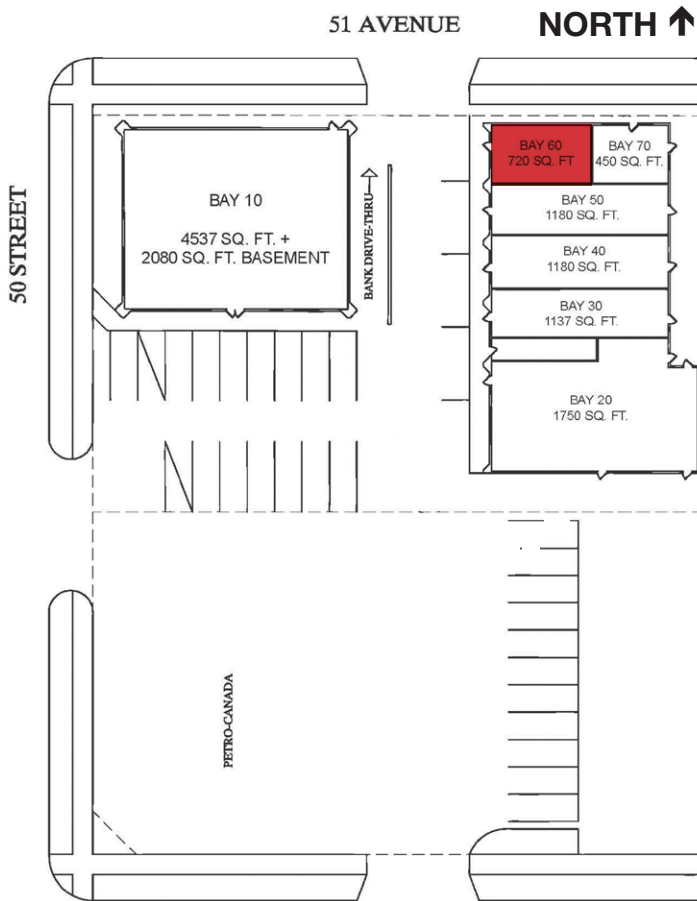 51 AVENUE
NORTH ↑
50 STREET
BAY 10
4537 SQ. FT. +
2080 SQ. FT. BASEMENT
BANK DRIVE-THRU
BAY 60
720 SQ. FT
BAY 70
450 SQ. FT.
BAY 50
1180 SQ. FT.
BAY 40
1180 SQ. FT.
BAY 30
1137 SQ. FT.
BAY 20
1750 SQ. FT.
PETRO-CANADA